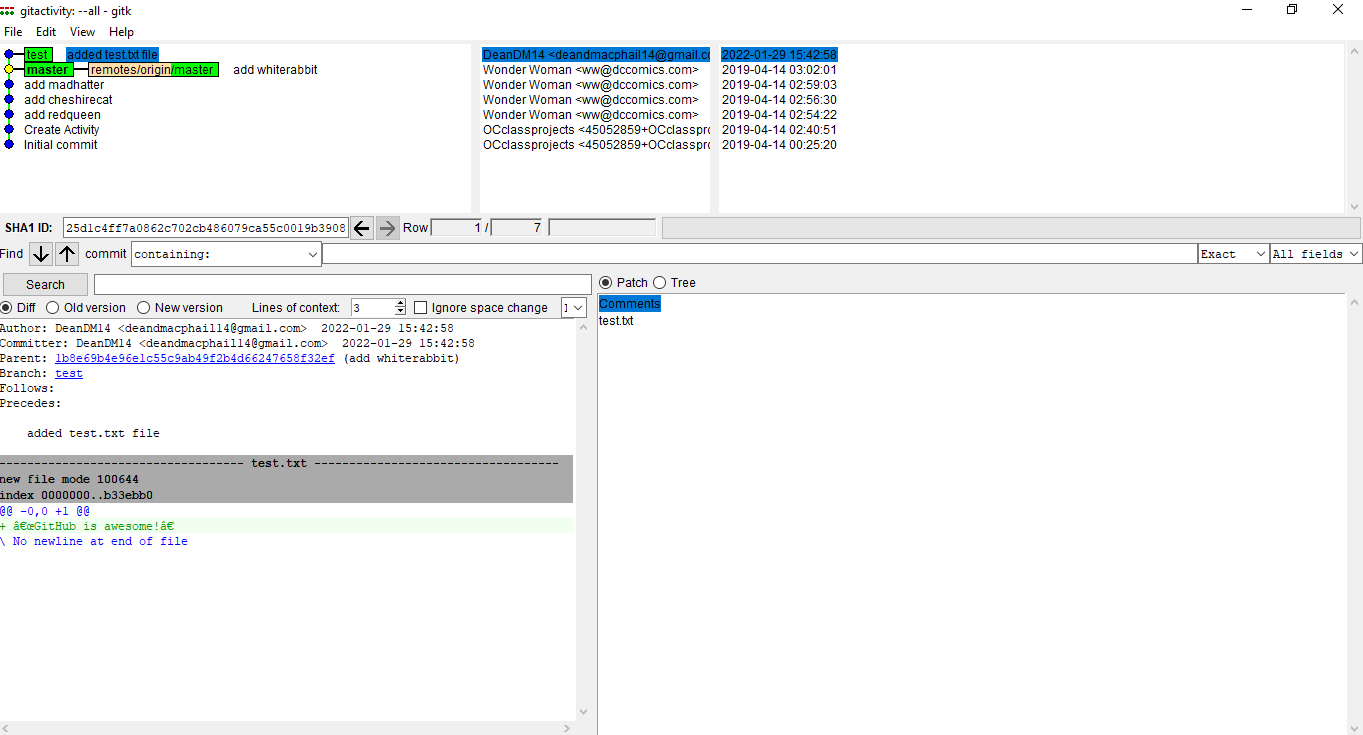 gitactivity: --all - gitk
File Edit View Help
test added test.txt file DeanDM14 <deandmacphail14@gmail.co 2022-01-29 15:42:58
master remotes/origin/master add whiterabbit Wonder Woman <ww@dccomics.com> 2019-04-14 03:02:01
add madhatter Wonder Woman <ww@dccomics.com> 2019-04-14 02:59:03
add cheshirecat Wonder Woman <ww@dccomics.com> 2019-04-14 02:56:30
add redqueen Wonder Woman <ww@dccomics.com> 2019-04-14 02:54:22
Create Activity OCclassprojects <45052859+OCclasspro 2019-04-14 02:40:51
Initial commit OCclassprojects <45052859+OCclasspro 2019-04-14 00:25:20
SHA1 ID: 25d1c4ff7a0862c702cb486079ca55c0019b3908 Row 1 / 7
Find commit containing: Exact All fields
Search
Patch Tree
Diff Old version New version Lines of context: 3 Ignore space change
Comments
test.txt
Author: DeanDM14 <deandmacphail14@gmail.com> 2022-01-29 15:42:58
Committer: DeanDM14 <deandmacphail14@gmail.com> 2022-01-29 15:42:58
Parent: 1b8e69b4e96e1c55c9ab49f2b4d66247658f32ef (add whiterabbit)
Branch: test
Follows:
Precedes:
added test.txt file
----------------------------------- test.txt -----------------------------------
new file mode 100644
index 0000000..b33ebb0
@@ -0,0 +1 @@
+ â€œGitHub is awesome!â€
\ No newline at end of file